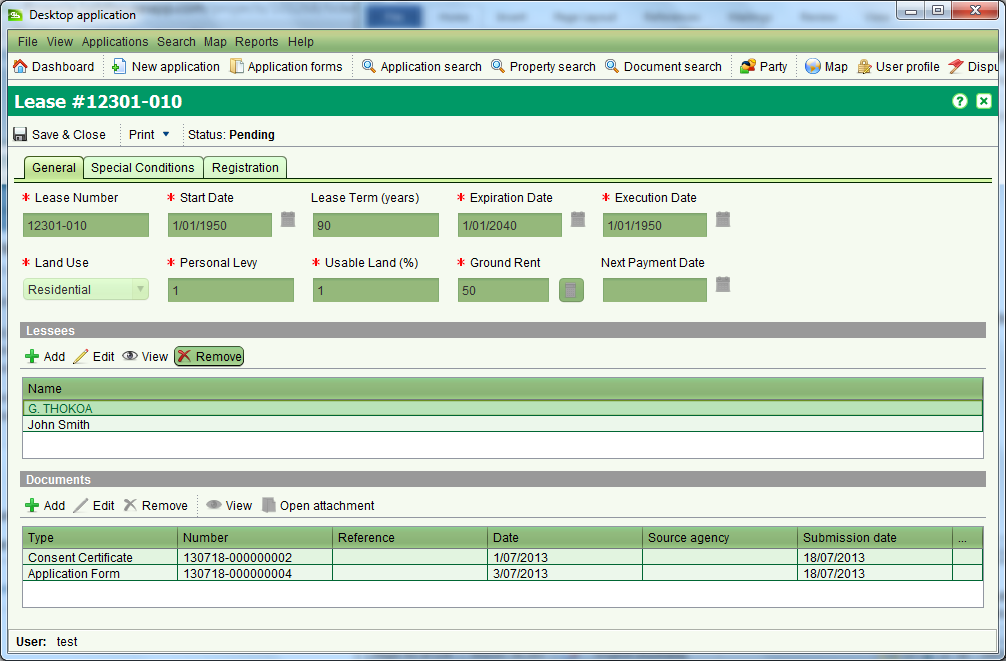 Desktop application
File View Applications Search Map Reports Help
Dashboard New application Application forms Application search Property search Document search Party Map User profile Dispu
Lease #12301-010
Save & Close Print Status: Pending
General Special Conditions Registration
* Lease Number * Start Date Lease Term (years) * Expiration Date * Execution Date
12301-010 1/01/1950 90 1/01/2040 1/01/1950
* Land Use * Personal Levy * Usable Land (%) * Ground Rent Next Payment Date
Residential 1 1 50
Lessees
Add Edit View Remove
Name
G. THOKOA
John Smith
Documents
Add Edit Remove View Open attachment
Type Number Reference Date Source agency Submission date ...
Consent Certificate 130718-000000002 1/07/2013 18/07/2013
Application Form 130718-000000004 3/07/2013 18/07/2013
User: test